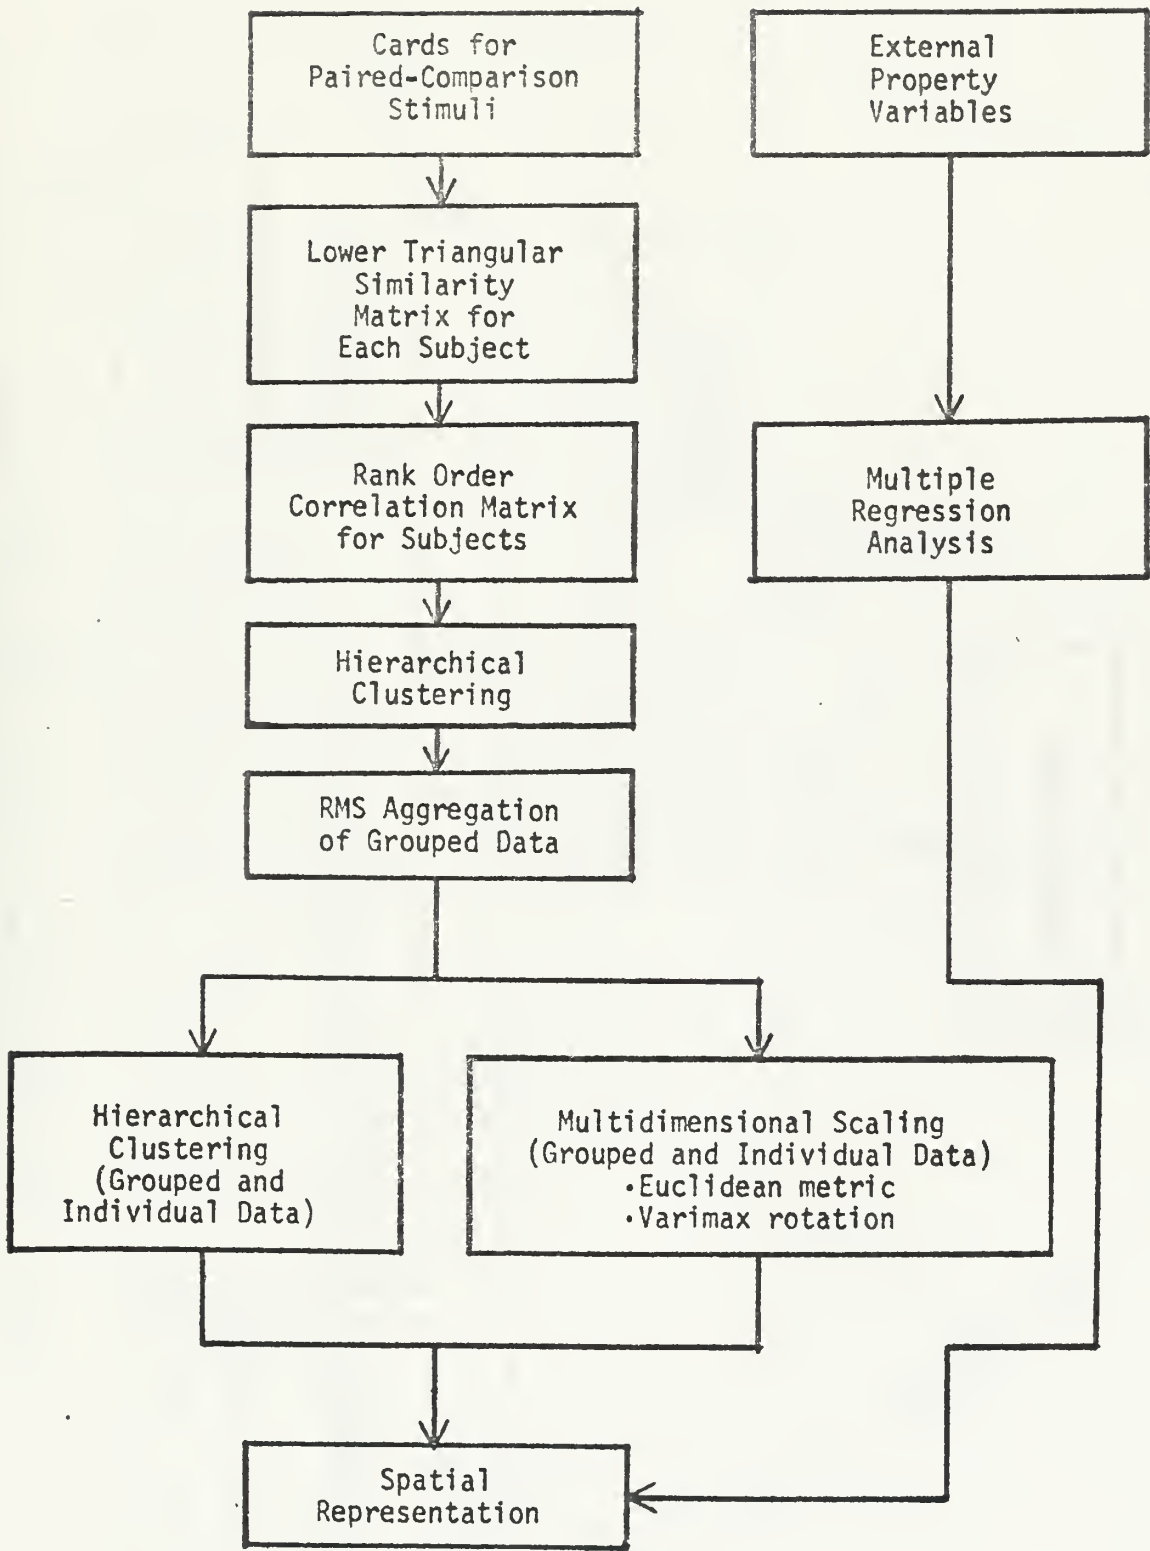 Cards for
Paired-Comparison
Stimuli
External
Property
Variables
Lower Triangular
Similarity
Matrix for
Each Subject
Rank Order
Correlation Matrix
for Subjects
Multiple
Regression
Analysis
Hierarchical
Clustering
RMS Aggregation
of Grouped Data
Hierarchical
Clustering
(Grouped and
Individual Data)
Multidimensional Scaling
(Grouped and Individual Data)
•Euclidean metric
•Varimax rotation
Spatial
Representation